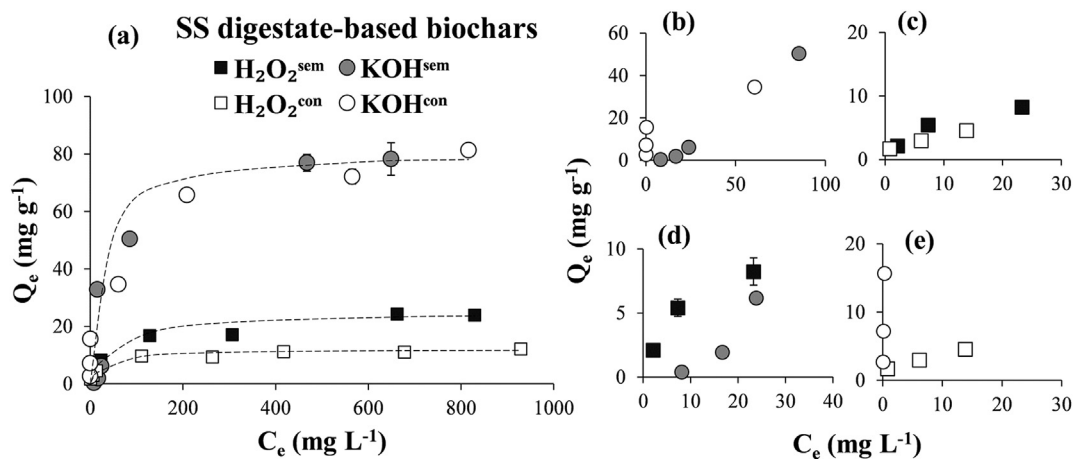 (a) SS digestate-based biochars
H₂O₂ˢᵉᵐ KOHˢᵉᵐ
H₂O₂ᶜᵒⁿ KOHᶜᵒⁿ
Qₑ (mg g⁻¹)
100
80
60
40
20
0
0 200 400 600 800 1000
Cₑ (mg L⁻¹)
(b)
60
40
20
0
0 50 100
(c)
20
10
0
0 10 20 30
Qₑ (mg g⁻¹)
(d)
10
5
0
0 10 20 30 40
(e)
20
10
0
0 10 20 30
Cₑ (mg L⁻¹)